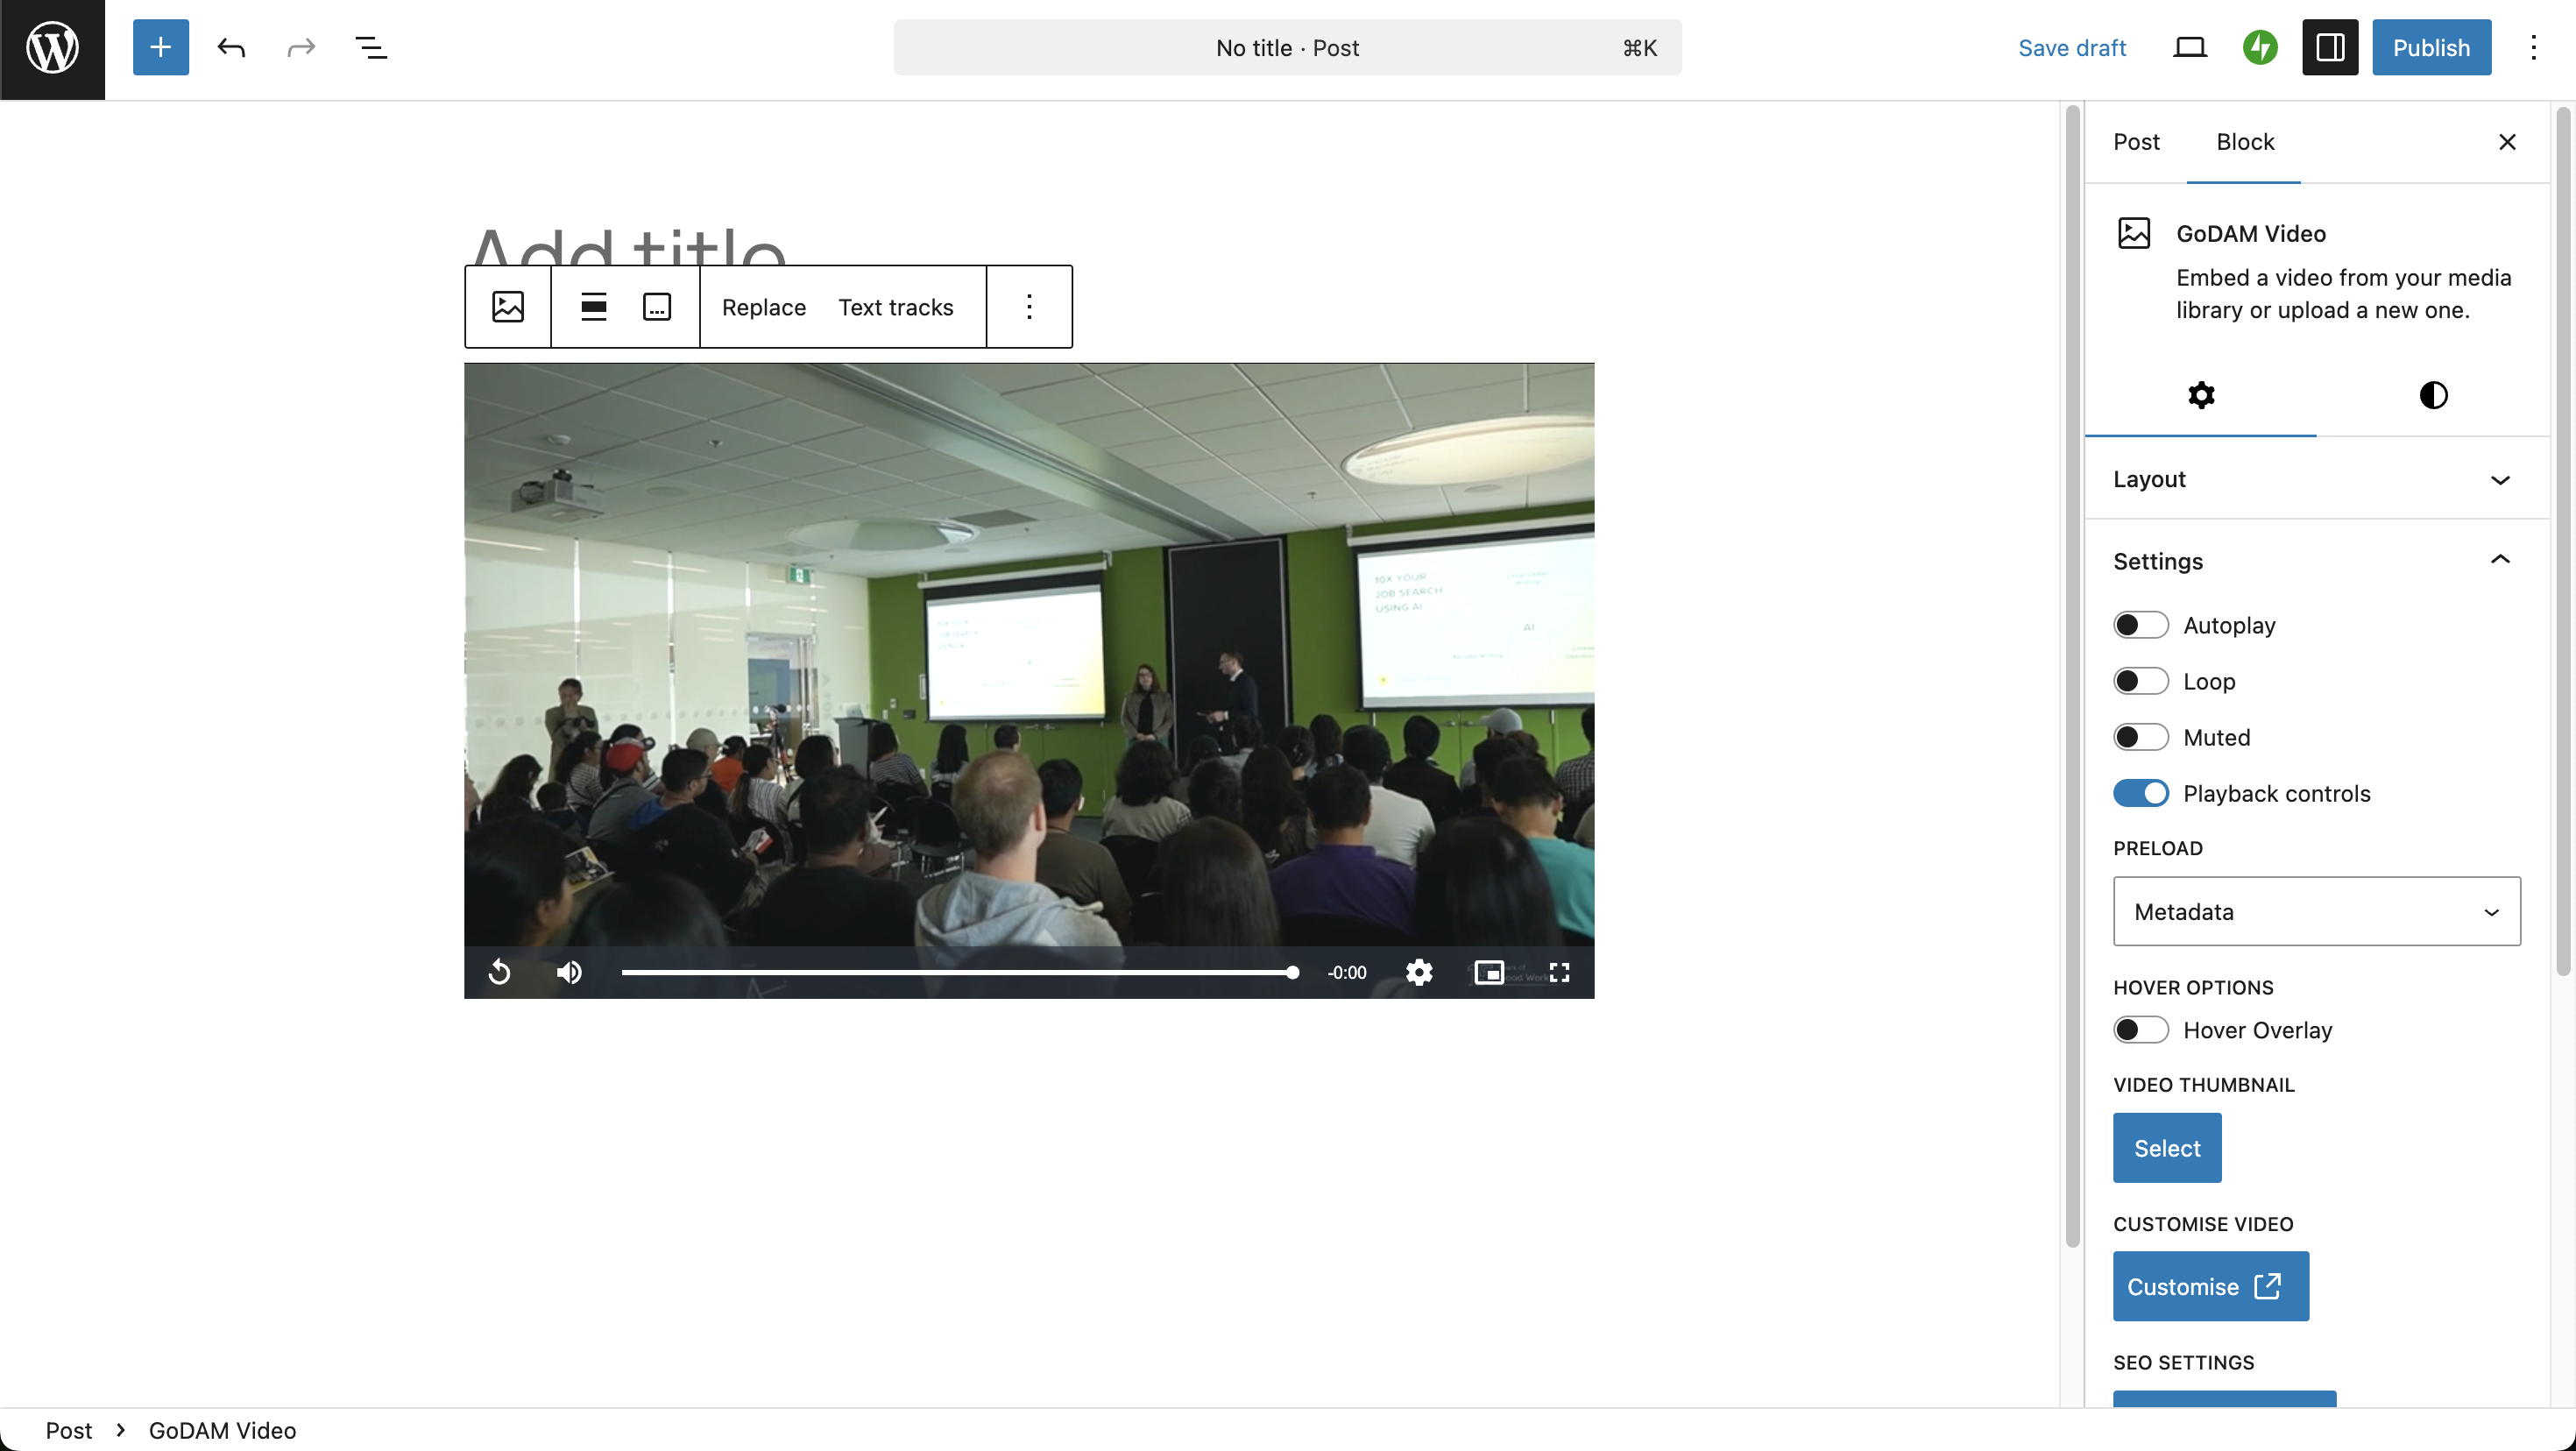 No title · Post
⌘K
Save draft
Publish
Add title
Replace
Text tracks
10X YOUR
JOB SEARCH
USING AI
AI
-0:00
Post
Block
GoDAM Video
Embed a video from your media
library or upload a new one.
Layout
Settings
Autoplay
Loop
Muted
Playback controls
PRELOAD
Metadata
HOVER OPTIONS
Hover Overlay
VIDEO THUMBNAIL
Select
CUSTOMISE VIDEO
Customise
SEO SETTINGS
Post
GoDAM Video